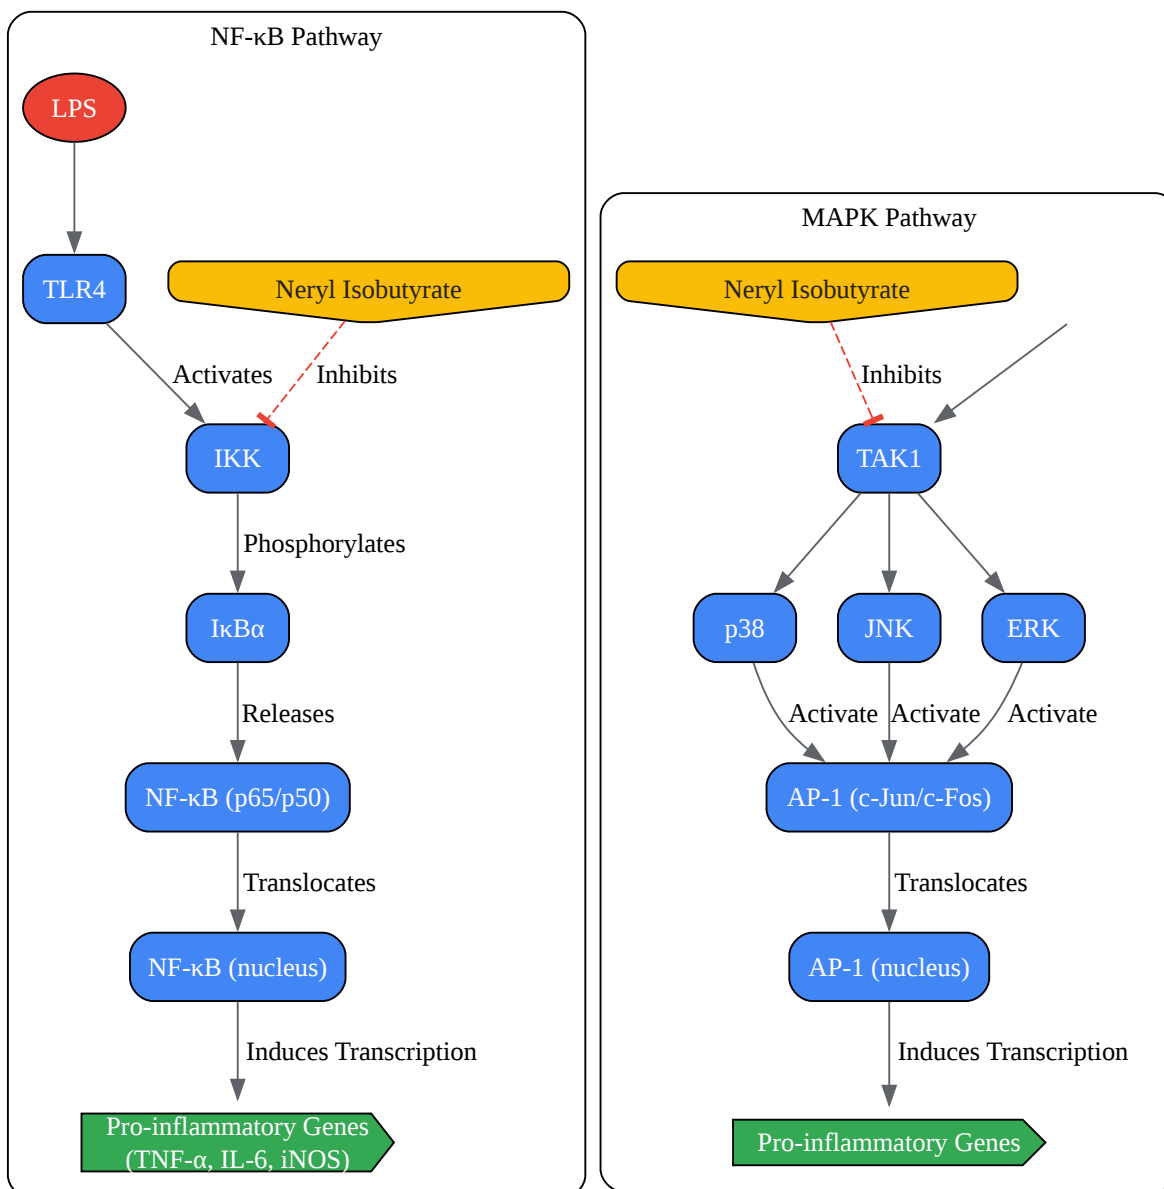 NF-κB Pathway
LPS
TLR4
Neryl Isobutyrate
Activates
Inhibits
IKK
Phosphorylates
IκBα
Releases
NF-κB (p65/p50)
Translocates
NF-κB (nucleus)
Induces Transcription
Pro-inflammatory Genes
(TNF-α, IL-6, iNOS)
MAPK Pathway
Neryl Isobutyrate
Inhibits
TAK1
p38
JNK
ERK
Activate
Activate
Activate
AP-1 (c-Jun/c-Fos)
Translocates
AP-1 (nucleus)
Induces Transcription
Pro-inflammatory Genes